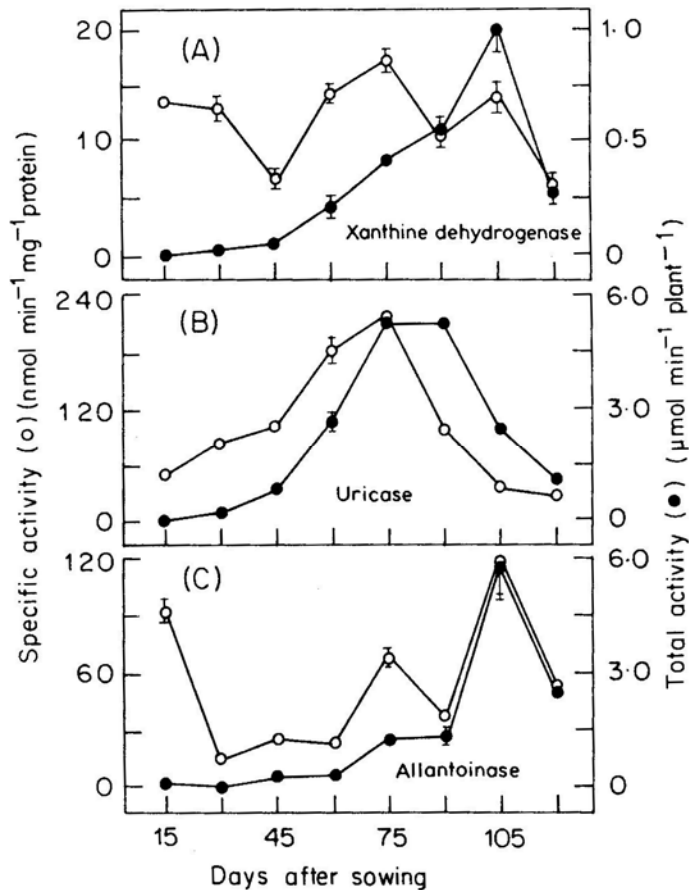 (A)
20
10
0
1.0
0.5
0
Xanthine dehydrogenase
(B)
240
120
0
6.0
3.0
0
Uricase
(C)
120
60
0
6.0
3.0
0
Allantoinase
15 45 75 105
Days after sowing
Specific activity (o) (nmol min⁻¹ mg⁻¹ protein)
Total activity (●) (μmol min⁻¹ plant⁻¹)